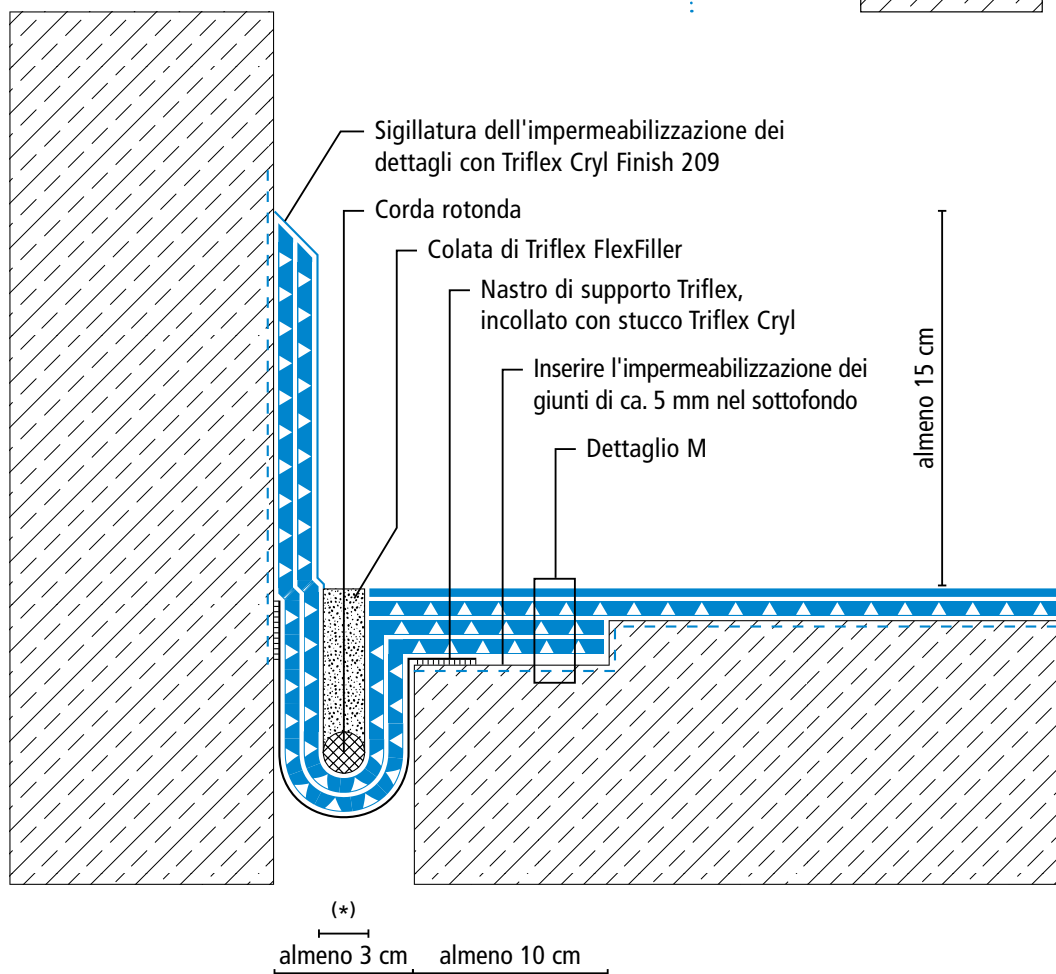 Sigillatura dell'impermeabilizzazione dei
dettagli con Triflex Cryl Finish 209
Corda rotonda
Colata di Triflex FlexFiller
Nastro di supporto Triflex,
incollato con stucco Triflex Cryl
Inserire l'impermeabilizzazione dei
giunti di ca. 5 mm nel sottofondo
Dettaglio M
almeno 15 cm
(*)
almeno 3 cm
almeno 10 cm